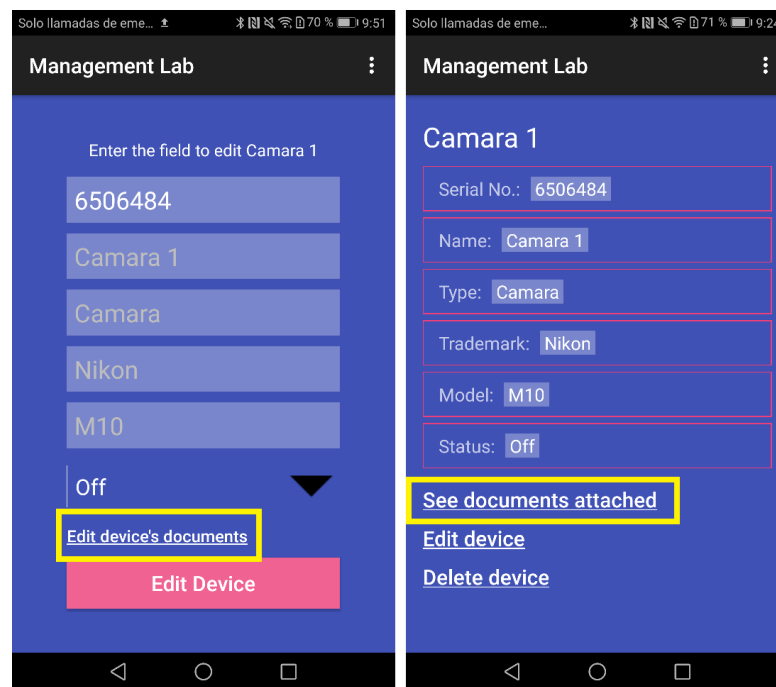 Solo llamadas de eme... 70 % 9:51
Management Lab
Enter the field to edit Camara 1
6506484
Camara 1
Camara
Nikon
M10
Off
Edit device's documents
Edit Device
Solo llamadas de eme... 71 % 9:24
Management Lab
Camara 1
Serial No.: 6506484
Name: Camara 1
Type: Camara
Trademark: Nikon
Model: M10
Status: Off
See documents attached
Edit device
Delete device